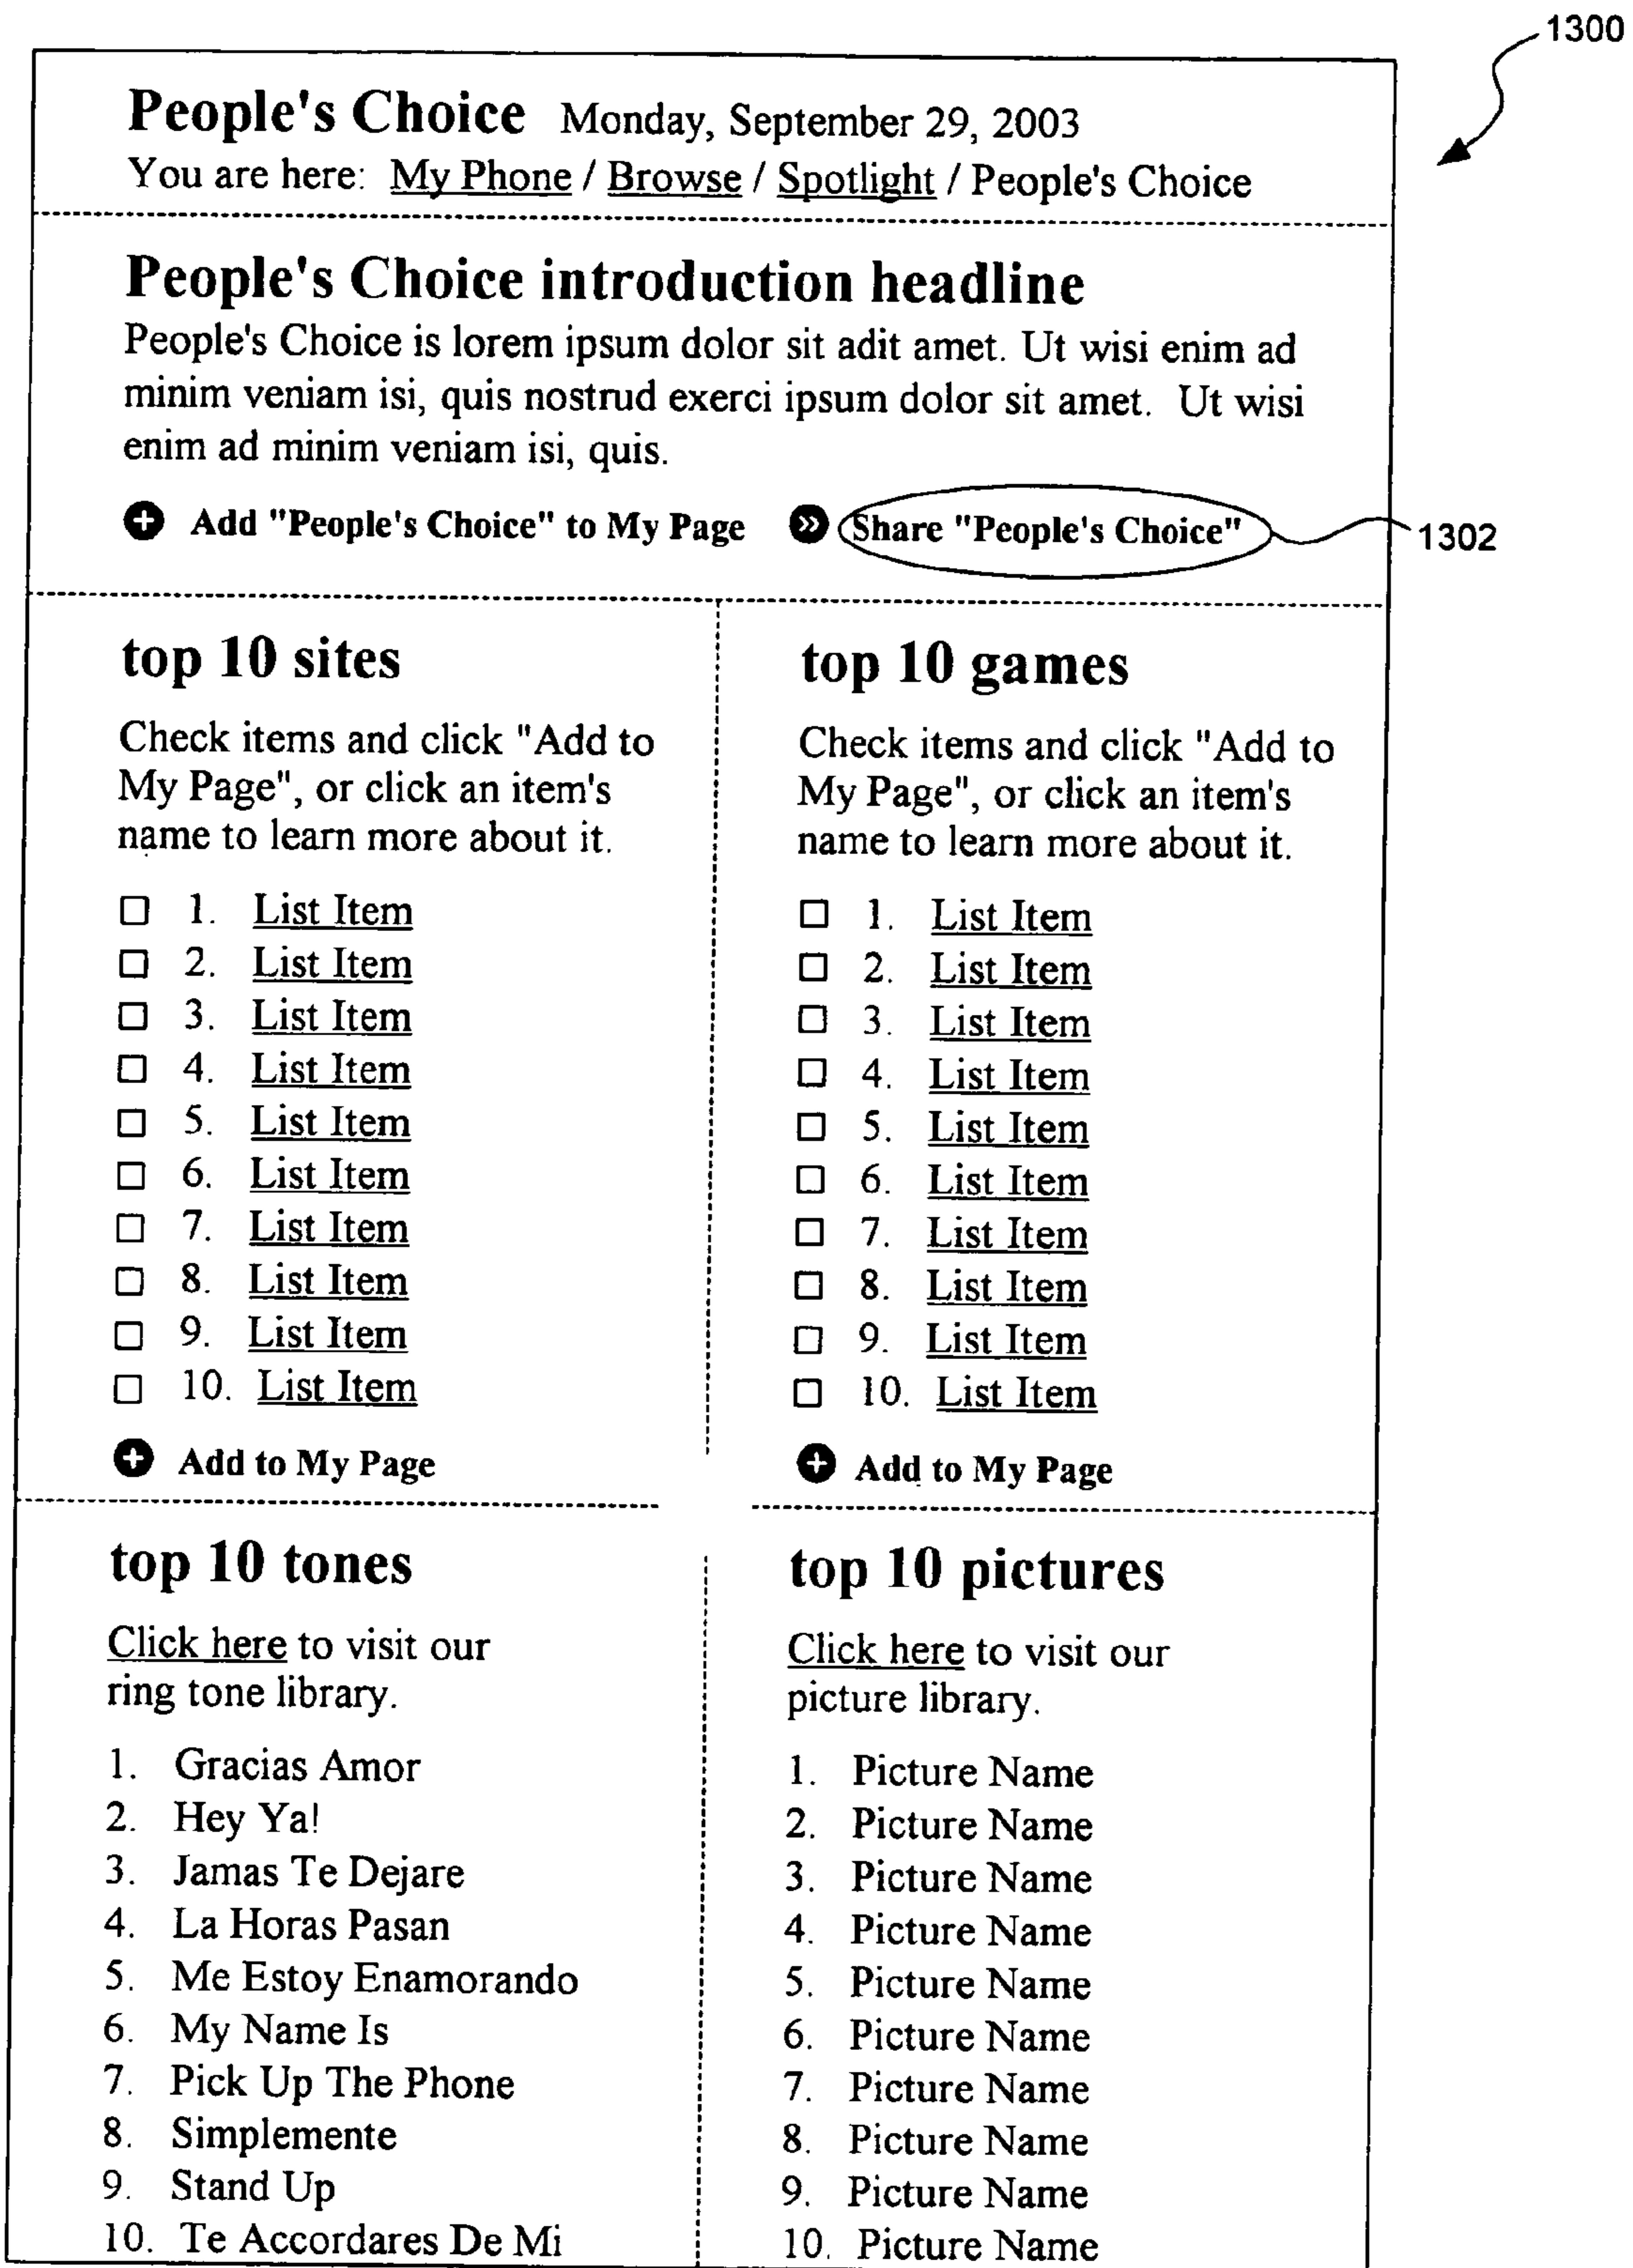 1300
People's Choice Monday, September 29, 2003
You are here: My Phone / Browse / Spotlight / People's Choice
People's Choice introduction headline
People's Choice is lorem ipsum dolor sit adit amet. Ut wisi enim ad
minim veniam isi, quis nostrud exerci ipsum dolor sit amet. Ut wisi
enim ad minim veniam isi, quis.
Add "People's Choice" to My Page
Share "People's Choice"
1302
top 10 sites
Check items and click "Add to
My Page", or click an item's
name to learn more about it.
1. List Item
2. List Item
3. List Item
4. List Item
5. List Item
6. List Item
7. List Item
8. List Item
9. List Item
10. List Item
Add to My Page
top 10 games
Check items and click "Add to
My Page", or click an item's
name to learn more about it.
1. List Item
2. List Item
3. List Item
4. List Item
5. List Item
6. List Item
7. List Item
8. List Item
9. List Item
10. List Item
Add to My Page
top 10 tones
Click here to visit our
ring tone library.
1. Gracias Amor
2. Hey Ya!
3. Jamas Te Dejare
4. La Horas Pasan
5. Me Estoy Enamorando
6. My Name Is
7. Pick Up The Phone
8. Simplemente
9. Stand Up
10. Te Accordares De Mi
top 10 pictures
Click here to visit our
picture library.
1. Picture Name
2. Picture Name
3. Picture Name
4. Picture Name
5. Picture Name
6. Picture Name
7. Picture Name
8. Picture Name
9. Picture Name
10. Picture Name